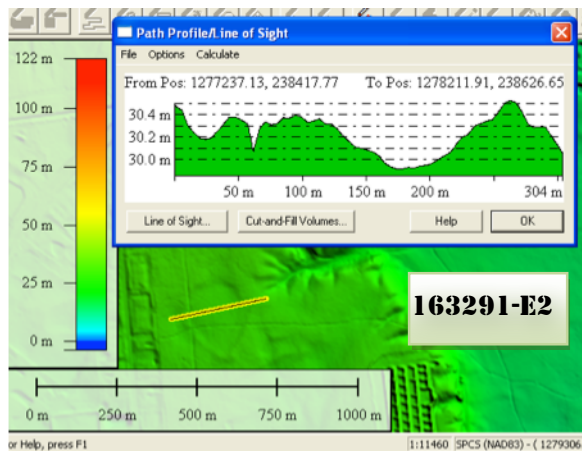 Path Profile/Line of Sight
File Options Calculate
From Pos: 1277237.13, 238417.77 To Pos: 1278211.91, 238626.65
30.4 m
30.2 m
30.0 m
50 m 100 m 150 m 200 m 304 m
Line of Sight... Cut-and-Fill Volumes... Help OK
122 m
100 m
75 m
50 m
25 m
0 m
163291-E2
0 m 250 m 500 m 750 m 1000 m
or Help, press F1
1:11460 SPCS (NAD83) - ( 1279306